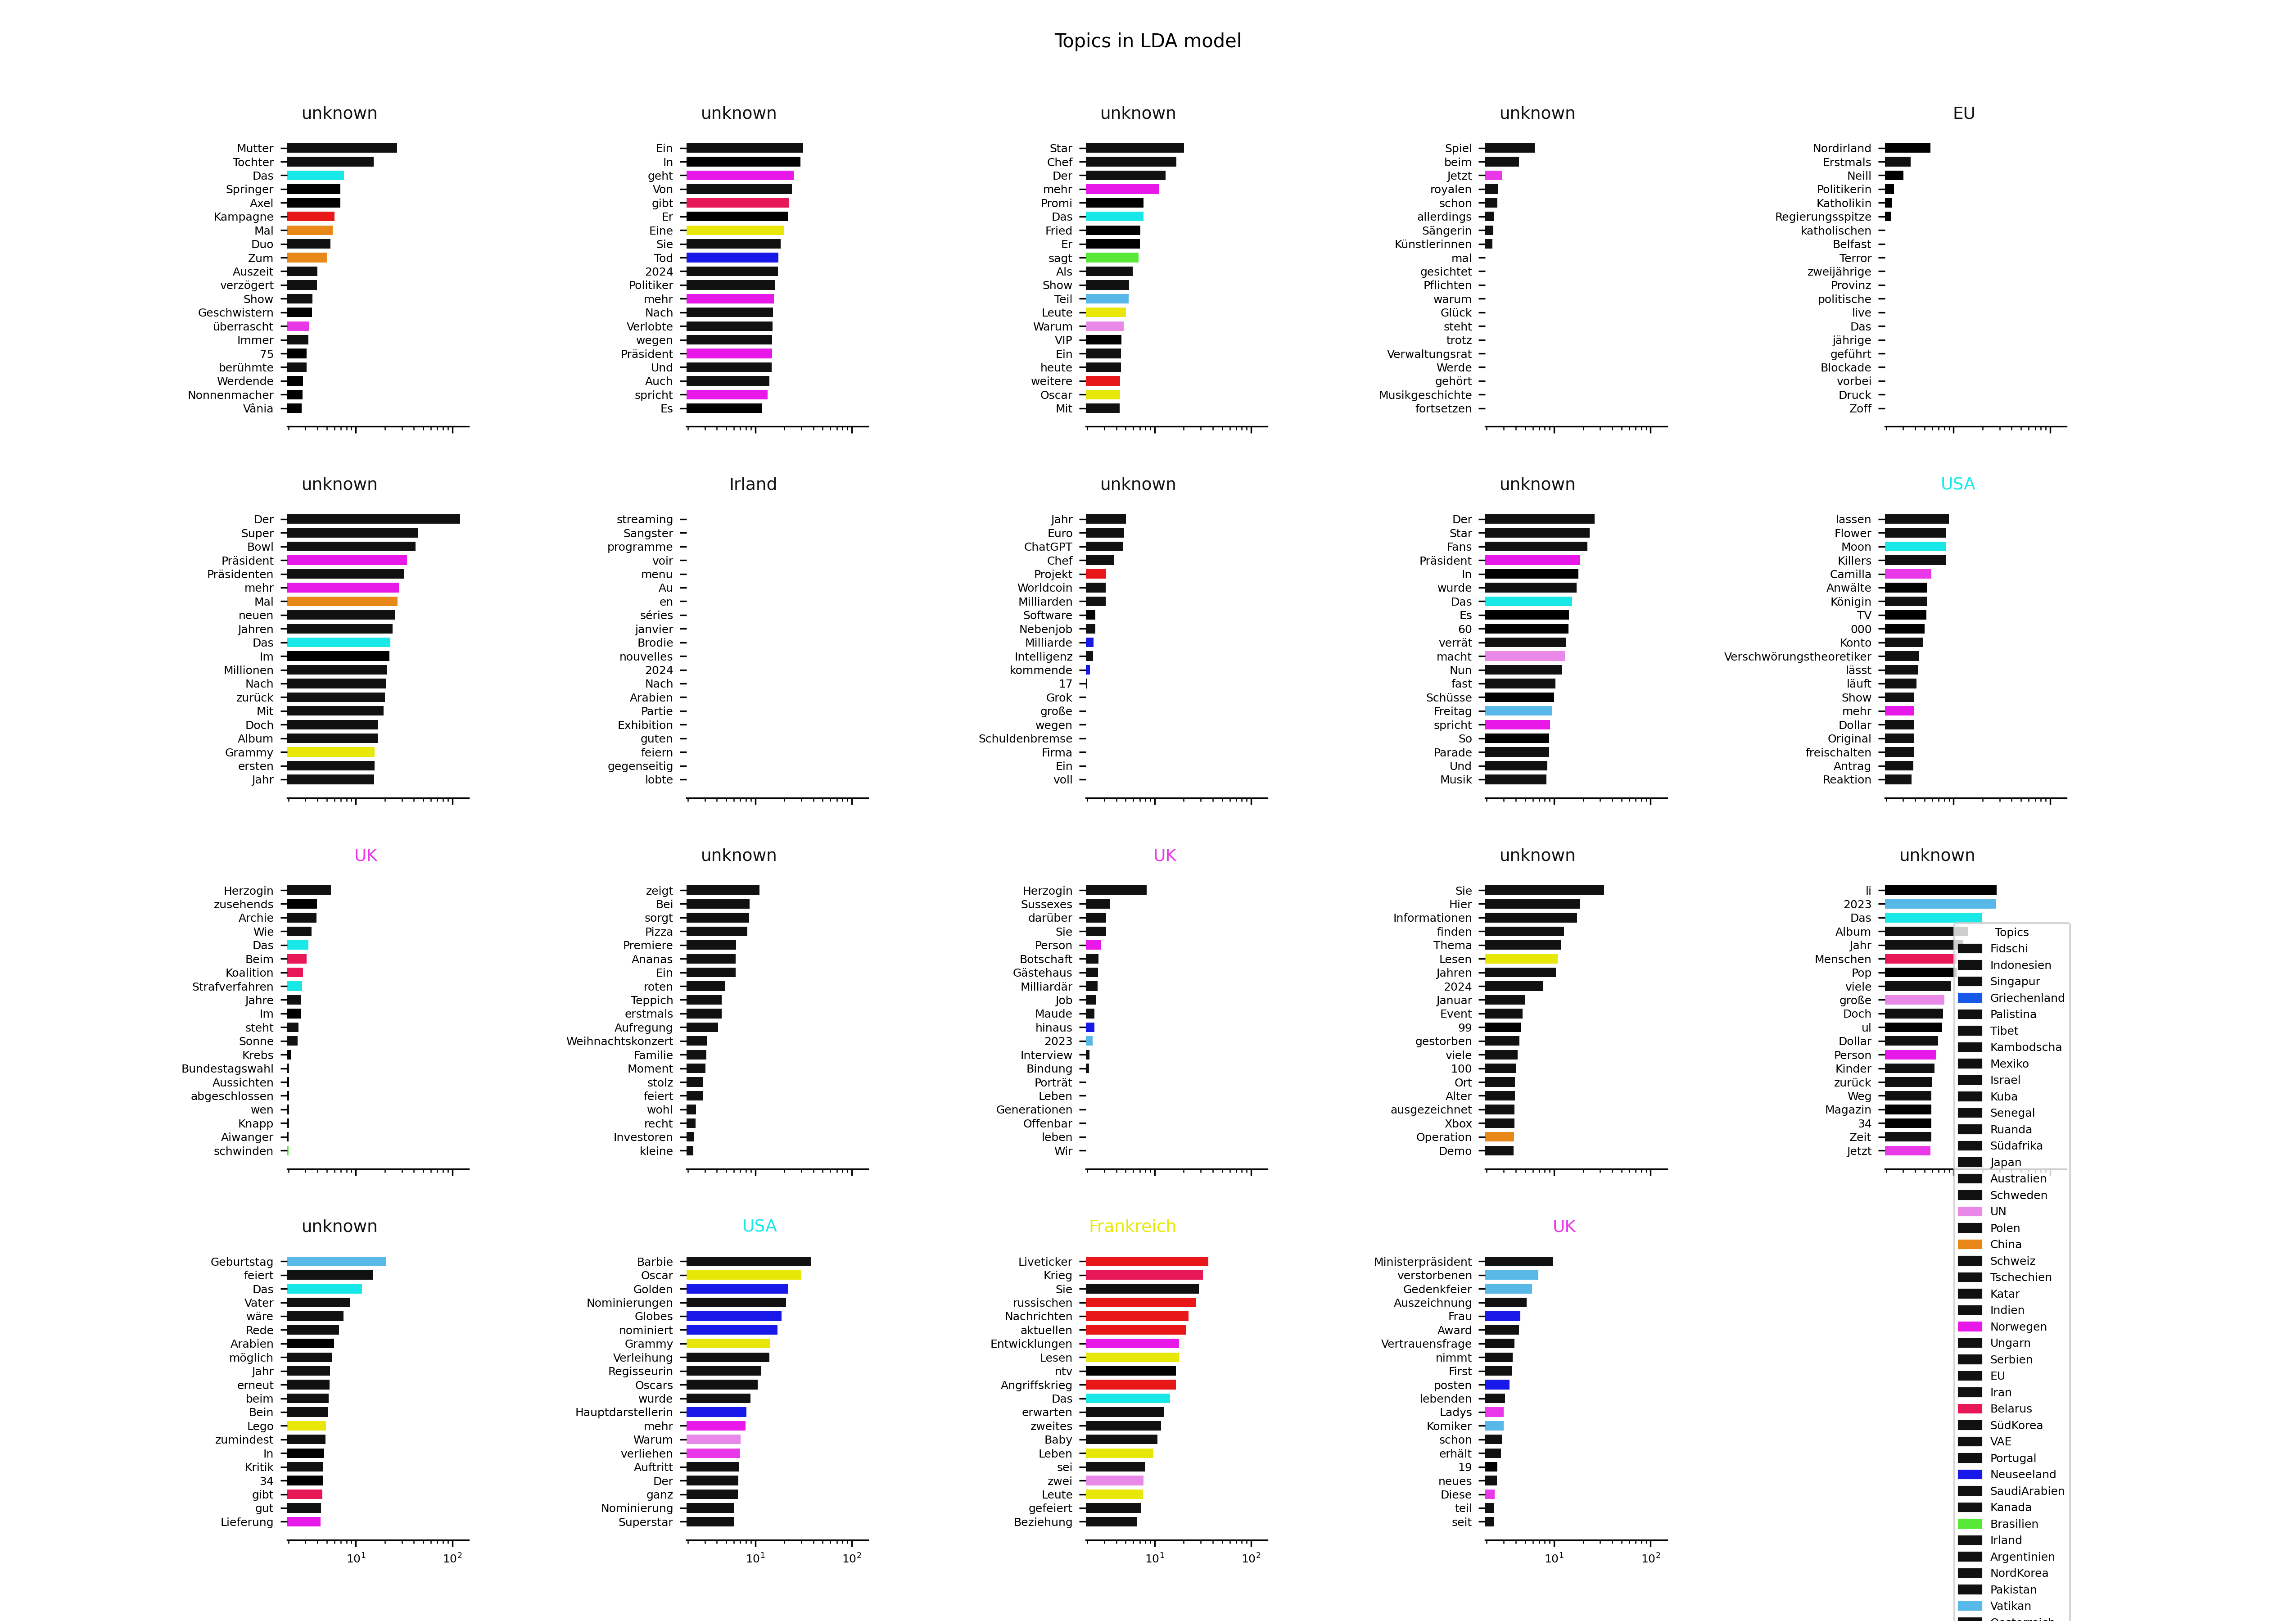 Topics in LDA model
unknown
Mutter
Tochter
Das
Springer
Axel
Kampagne
Mal
Duo
Zum
Auszeit
verzögert
Show
Geschwistern
überrascht
Immer
75
berühmte
Werdende
Nonnenmacher
Vânia
unknown
Ein
In
geht
Von
gibt
Er
Eine
Sie
Tod
2024
Politiker
mehr
Nach
Verlobte
wegen
Präsident
Und
Auch
spricht
Es
unknown
Star
Chef
Der
mehr
Promi
Das
Fried
Er
sagt
Als
Show
Teil
Leute
Warum
VIP
Ein
heute
weitere
Oscar
Mit
unknown
Spiel
beim
Jetzt
royalen
schon
allerdings
Sängerin
Künstlerinnen
mal
gesichtet
Pflichten
warum
Glück
steht
trotz
Verwaltungsrat
Werde
gehört
Musikgeschichte
fortsetzen
EU
Nordirland
Erstmals
Neill
Politikerin
Katholikin
Regierungsspitze
katholischen
Belfast
Terror
zweijährige
Provinz
politische
live
Das
jährige
geführt
Blockade
vorbei
Druck
Zoff
unknown
Der
Super
Bowl
Präsident
Präsidenten
mehr
Mal
neuen
Jahren
Das
Im
Millionen
Nach
zurück
Mit
Doch
Album
Grammy
ersten
Jahr
Irland
streaming
Sangster
programme
voir
menu
Au
en
séries
janvier
Brodie
nouvelles
2024
Nach
Arabien
Partie
Exhibition
guten
feiern
gegenseitig
lobte
unknown
Jahr
Euro
ChatGPT
Chef
Projekt
Worldcoin
Milliarden
Software
Nebenjob
Milliarde
Intelligenz
kommende
17
Grok
große
wegen
Schuldenbremse
Firma
Ein
voll
unknown
Der
Star
Fans
Präsident
In
wurde
Das
Es
60
verrät
macht
Nun
fast
Schüsse
Freitag
spricht
So
Parade
Und
Musik
USA
lassen
Flower
Moon
Killers
Camilla
Anwälte
Königin
TV
000
Konto
Verschwörungstheoretiker
lässt
läuft
Show
mehr
Dollar
Original
freischalten
Antrag
Reaktion
UK
Herzogin
zusehends
Archie
Wie
Das
Beim
Koalition
Strafverfahren
Jahre
Im
steht
Sonne
Krebs
Bundestagswahl
Aussichten
abgeschlossen
wen
Knapp
Aiwanger
schwinden
unknown
zeigt
Bei
sorgt
Pizza
Premiere
Ananas
Ein
roten
Teppich
erstmals
Aufregung
Weihnachtskonzert
Familie
Moment
stolz
feiert
wohl
recht
Investoren
kleine
UK
Herzogin
Sussexes
darüber
Sie
Person
Botschaft
Gästehaus
Milliardär
Job
Maude
hinaus
2023
Interview
Bindung
Porträt
Leben
Generationen
Offenbar
leben
Wir
unknown
Sie
Hier
Informationen
finden
Thema
Lesen
Jahren
2024
Januar
Event
99
gestorben
viele
100
Ort
Alter
ausgezeichnet
Xbox
Operation
Demo
unknown
li
2023
Das
Album
Jahr
Menschen
Pop
viele
große
Doch
ul
Dollar
Person
Kinder
zurück
Weg
Magazin
34
Zeit
Jetzt
unknown
Geburtstag
feiert
Das
Vater
wäre
Rede
Arabien
möglich
Jahr
erneut
beim
Bein
Lego
zumindest
In
Kritik
34
gibt
gut
Lieferung
10¹ 10²
USA
Barbie
Oscar
Golden
Nominierungen
Globes
nominiert
Grammy
Verleihung
Regisseurin
Oscars
wurde
Hauptdarstellerin
mehr
Warum
verliehen
Auftritt
Der
ganz
Nominierung
Superstar
10¹ 10²
Frankreich
Liveticker
Krieg
Sie
russischen
Nachrichten
aktuellen
Entwicklungen
Lesen
ntv
Angriffskrieg
Das
erwarten
zweites
Baby
Leben
sei
zwei
Leute
gefeiert
Beziehung
10¹ 10²
UK
Ministerpräsident
verstorbenen
Gedenkfeier
Auszeichnung
Frau
Award
Vertrauensfrage
nimmt
First
posten
lebenden
Ladys
Komiker
schon
erhält
19
neues
Diese
teil
seit
10¹ 10²
Topics
Fidschi
Indonesien
Singapur
Griechenland
Palistina
Tibet
Kambodscha
Mexiko
Israel
Kuba
Senegal
Ruanda
Südafrika
Japan
Australien
Schweden
UN
Polen
China
Schweiz
Tschechien
Katar
Indien
Norwegen
Ungarn
Serbien
EU
Iran
Belarus
SüdKorea
VAE
Portugal
Neuseeland
SaudiArabien
Kanada
Brasilien
Irland
Argentinien
NordKorea
Pakistan
Vatikan